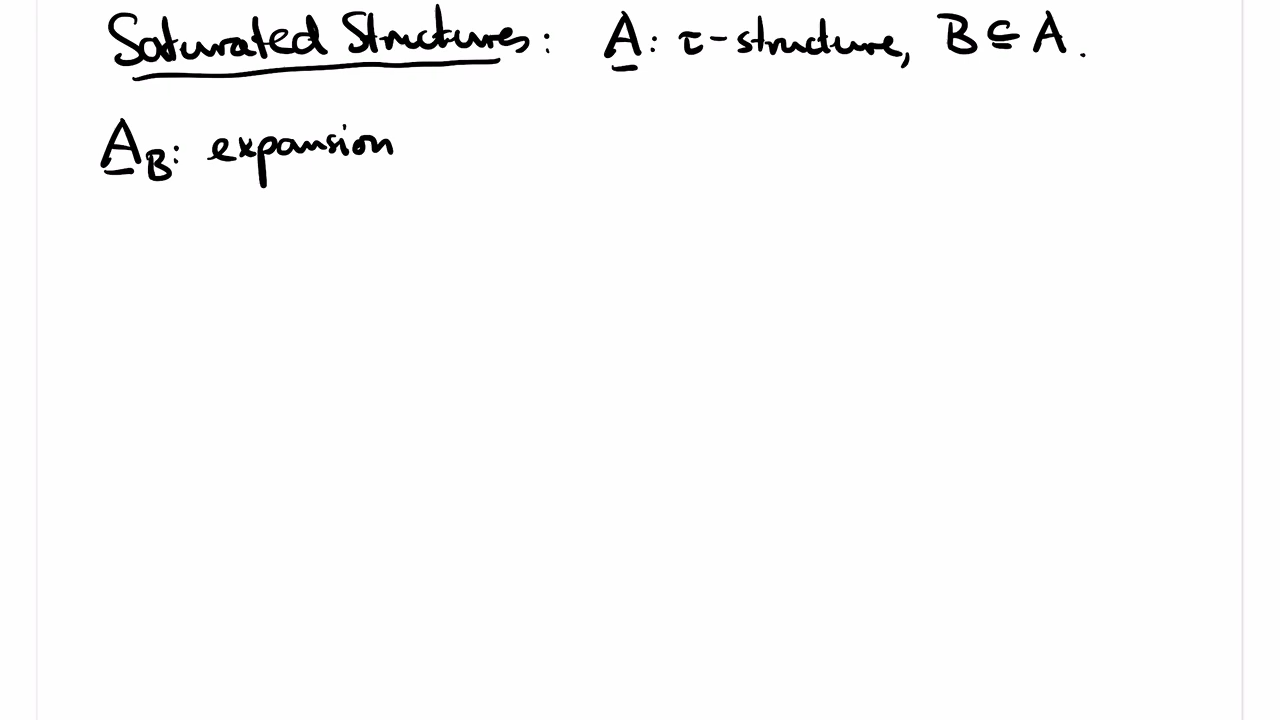 Saturated Structures: A: τ-structure, B ⊆ A.
A_B: expansion